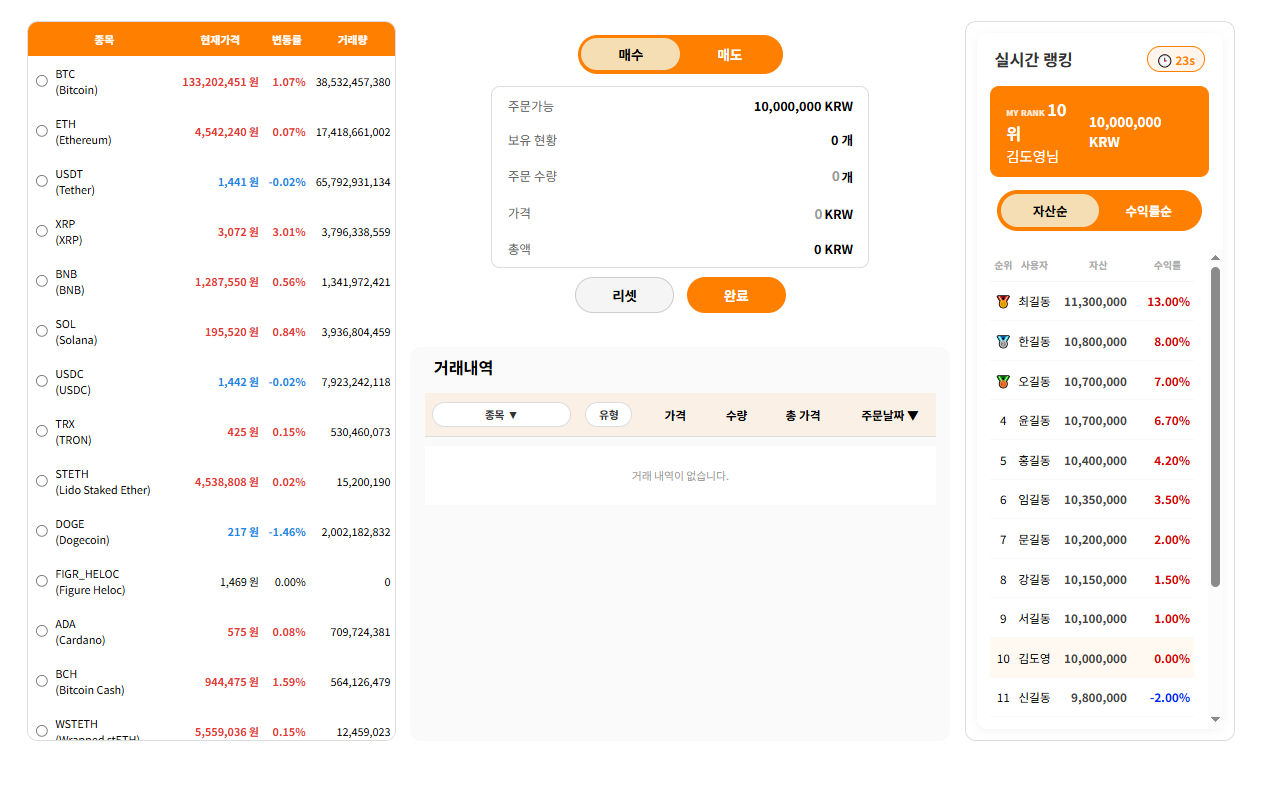 종목 현재가격 변동률 거래량
BTC
(Bitcoin)
133,202,451 원 1.07% 38,532,457,380
ETH
(Ethereum)
4,542,240 원 0.07% 17,418,661,002
USDT
(Tether)
1,441 원 -0.02% 65,792,931,134
XRP
(XRP)
3,072 원 3.01% 3,796,338,559
BNB
(BNB)
1,287,550 원 0.56% 1,341,972,421
SOL
(Solana)
195,520 원 0.84% 3,936,804,459
USDC
(USDC)
1,442 원 -0.02% 7,923,242,118
TRX
(TRON)
425 원 0.15% 530,460,073
STETH
(Lido Staked Ether)
4,538,808 원 0.02% 15,200,190
DOGE
(Dogecoin)
217 원 -1.46% 2,002,182,832
FIGR_HELOC
(Figure Heloc)
1,469 원 0.00% 0
ADA
(Cardano)
575 원 0.08% 709,724,381
BCH
(Bitcoin Cash)
944,475 원 1.59% 564,126,479
WSTETH
(Wrapped stETH)
5,559,036 원 0.15% 12,459,023
매수 매도
주문가능 10,000,000 KRW
보유 현황 0 개
주문 수량 0 개
가격 0 KRW
총액 0 KRW
리셋 완료
거래내역
종목 ▼ 유형 가격 수량 총 가격 주문날짜 ▼
거래 내역이 없습니다.
실시간 랭킹 23s
MY RANK 10
위
김도영님
10,000,000
KRW
자산순 수익률순
순위 사용자 자산 수익률
최길동 11,300,000 13.00%
한길동 10,800,000 8.00%
오길동 10,700,000 7.00%
4 윤길동 10,700,000 6.70%
5 홍길동 10,400,000 4.20%
6 임길동 10,350,000 3.50%
7 문길동 10,200,000 2.00%
8 강길동 10,150,000 1.50%
9 서길동 10,100,000 1.00%
10 김도영 10,000,000 0.00%
11 신길동 9,800,000 -2.00%